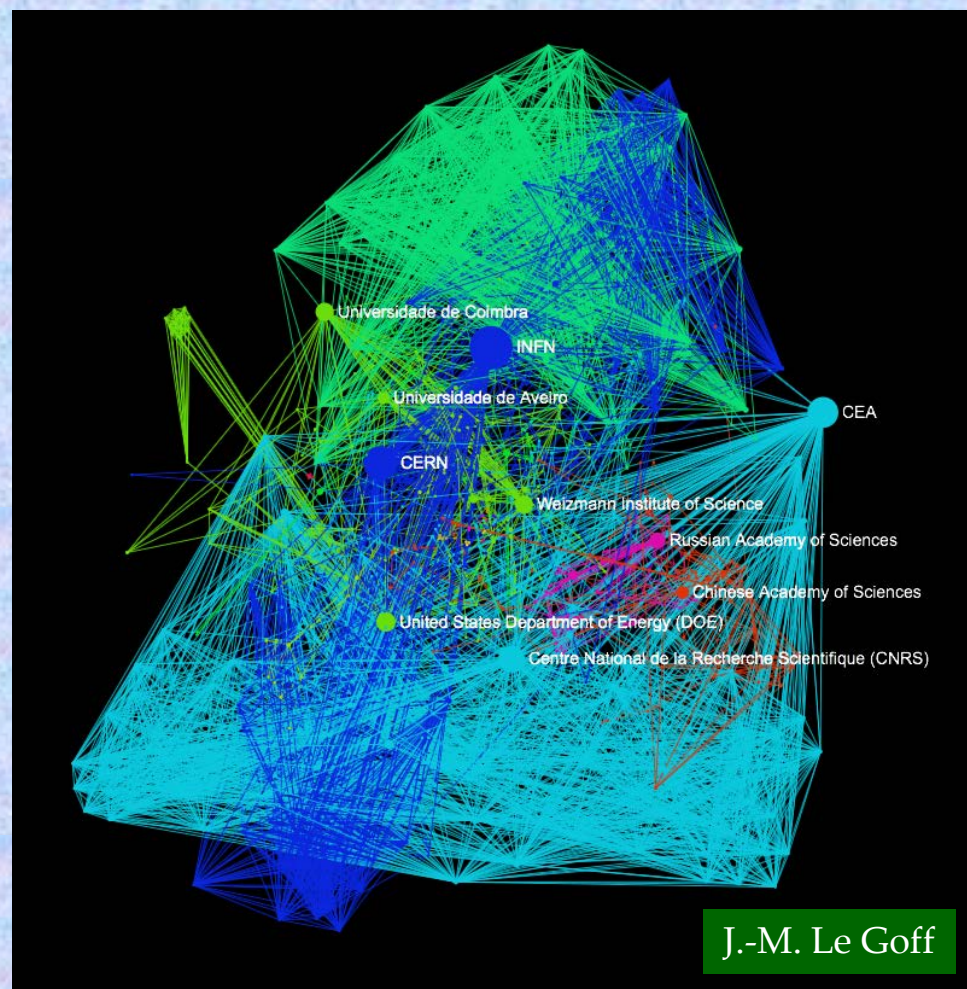 Universidade de Coimbra
INFN
Universidade de Aveiro
CEA
CERN
Weizmann Institute of Science
Russian Academy of Sciences
Chinese Academy of Sciences
United States Department of Energy (DOE)
Centre National de la Recherche Scientifique (CNRS)
J.-M. Le Goff